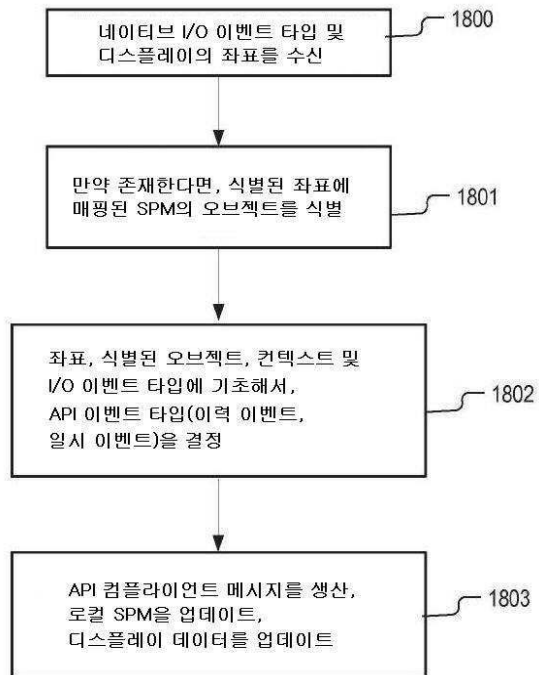 네이티브 I/O 이벤트 타입 및
디스플레이의 좌표를 수신
1800
만약 존재한다면, 식별된 좌표에
매핑된 SPM의 오브젝트를 식별
1801
좌표, 식별된 오브젝트, 컨텍스트 및
I/O 이벤트 타입에 기초해서,
API 이벤트 타입(이력 이벤트,
일시 이벤트)을 결정
1802
API 컴플라이언트 메시지를 생산,
로컬 SPM을 업데이트,
디스플레이 데이터를 업데이트
1803